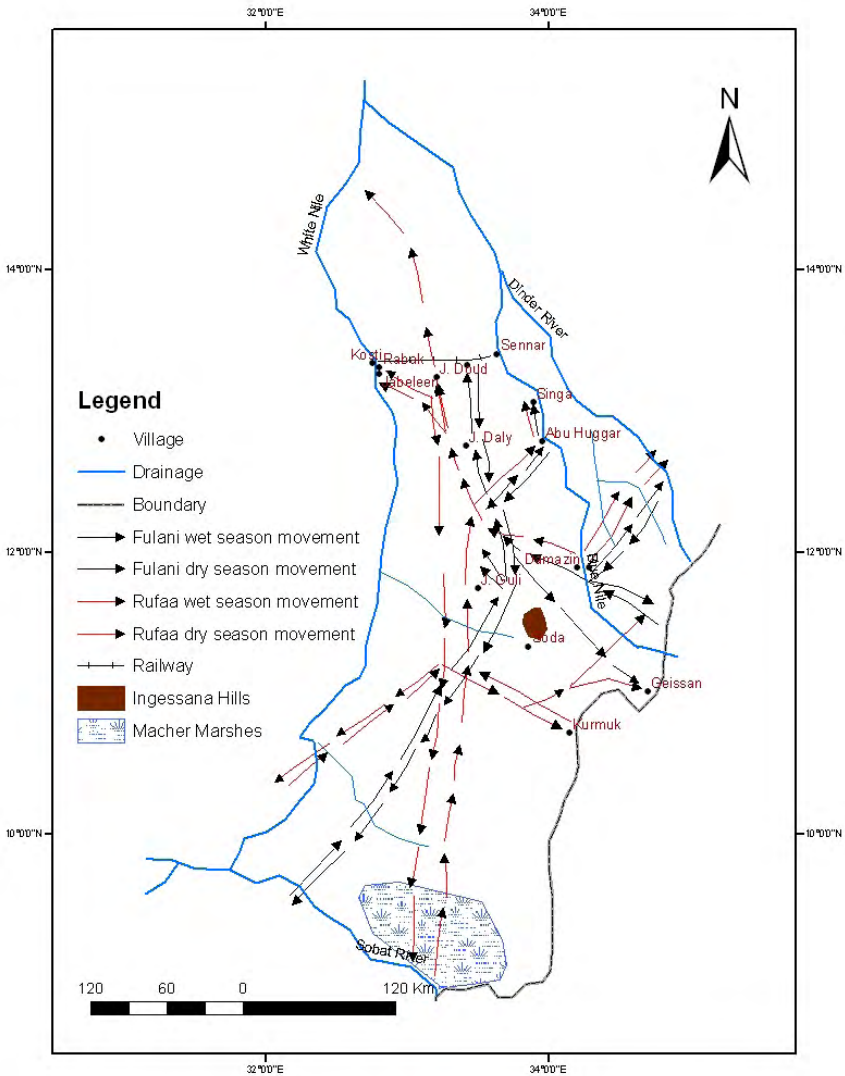 32°0'0"E
34°0'0"E
N
White Nile
14°0'0"N
14°0'0"N
Dinder River
Sennar
Kosti
Rabak
J. Doud
Jabeleen
Singa
Legend
Village
J. Daly
Abu Huggar
Drainage
Boundary
Fulani wet season movement
12°0'0"N
12°0'0"N
Fulani dry season movement
Damazin
Blue Nile
J. Guli
Rufaa wet season movement
Rufaa dry season movement
Soda
Railway
Geissan
Ingessana Hills
Kurmuk
Macher Marshes
10°0'0"N
10°0'0"N
Sobat River
120 60 0 120 Km
32°0'0"E
34°0'0"E